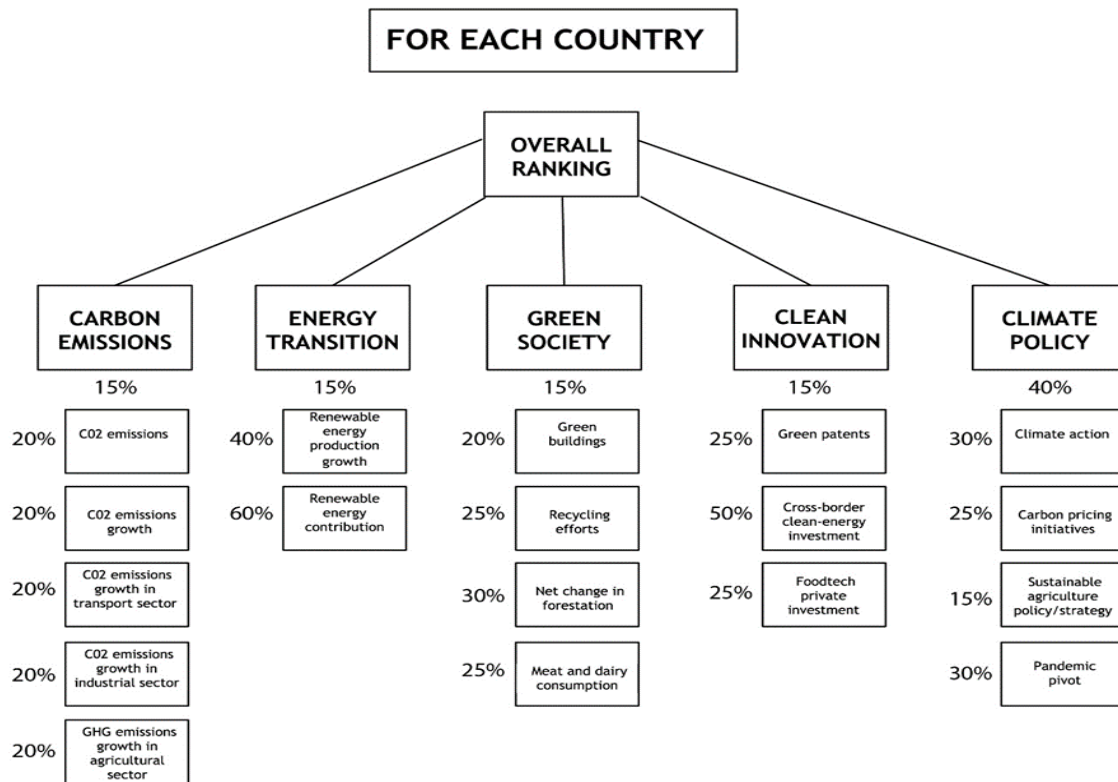 FOR EACH COUNTRY
OVERALL
RANKING
CARBON
EMISSIONS
15%
20%
C02 emissions
20%
C02 emissions
growth
20%
C02 emissions
growth in
transport sector
20%
C02 emissions
growth in
industrial sector
20%
GHG emissions
growth in
agricultural
sector
ENERGY
TRANSITION
15%
40%
Renewable
energy
production
growth
60%
Renewable
energy
contribution
GREEN
SOCIETY
15%
20%
Green
buildings
25%
Recycling
efforts
30%
Net change in
forestation
25%
Meat and dairy
consumption
CLEAN
INNOVATION
15%
25%
Green patents
50%
Cross-border
clean-energy
investment
25%
Foodtech
private
investment
CLIMATE
POLICY
40%
30%
Climate action
25%
Carbon pricing
initiatives
15%
Sustainable
agriculture
policy/strategy
30%
Pandemic
pivot